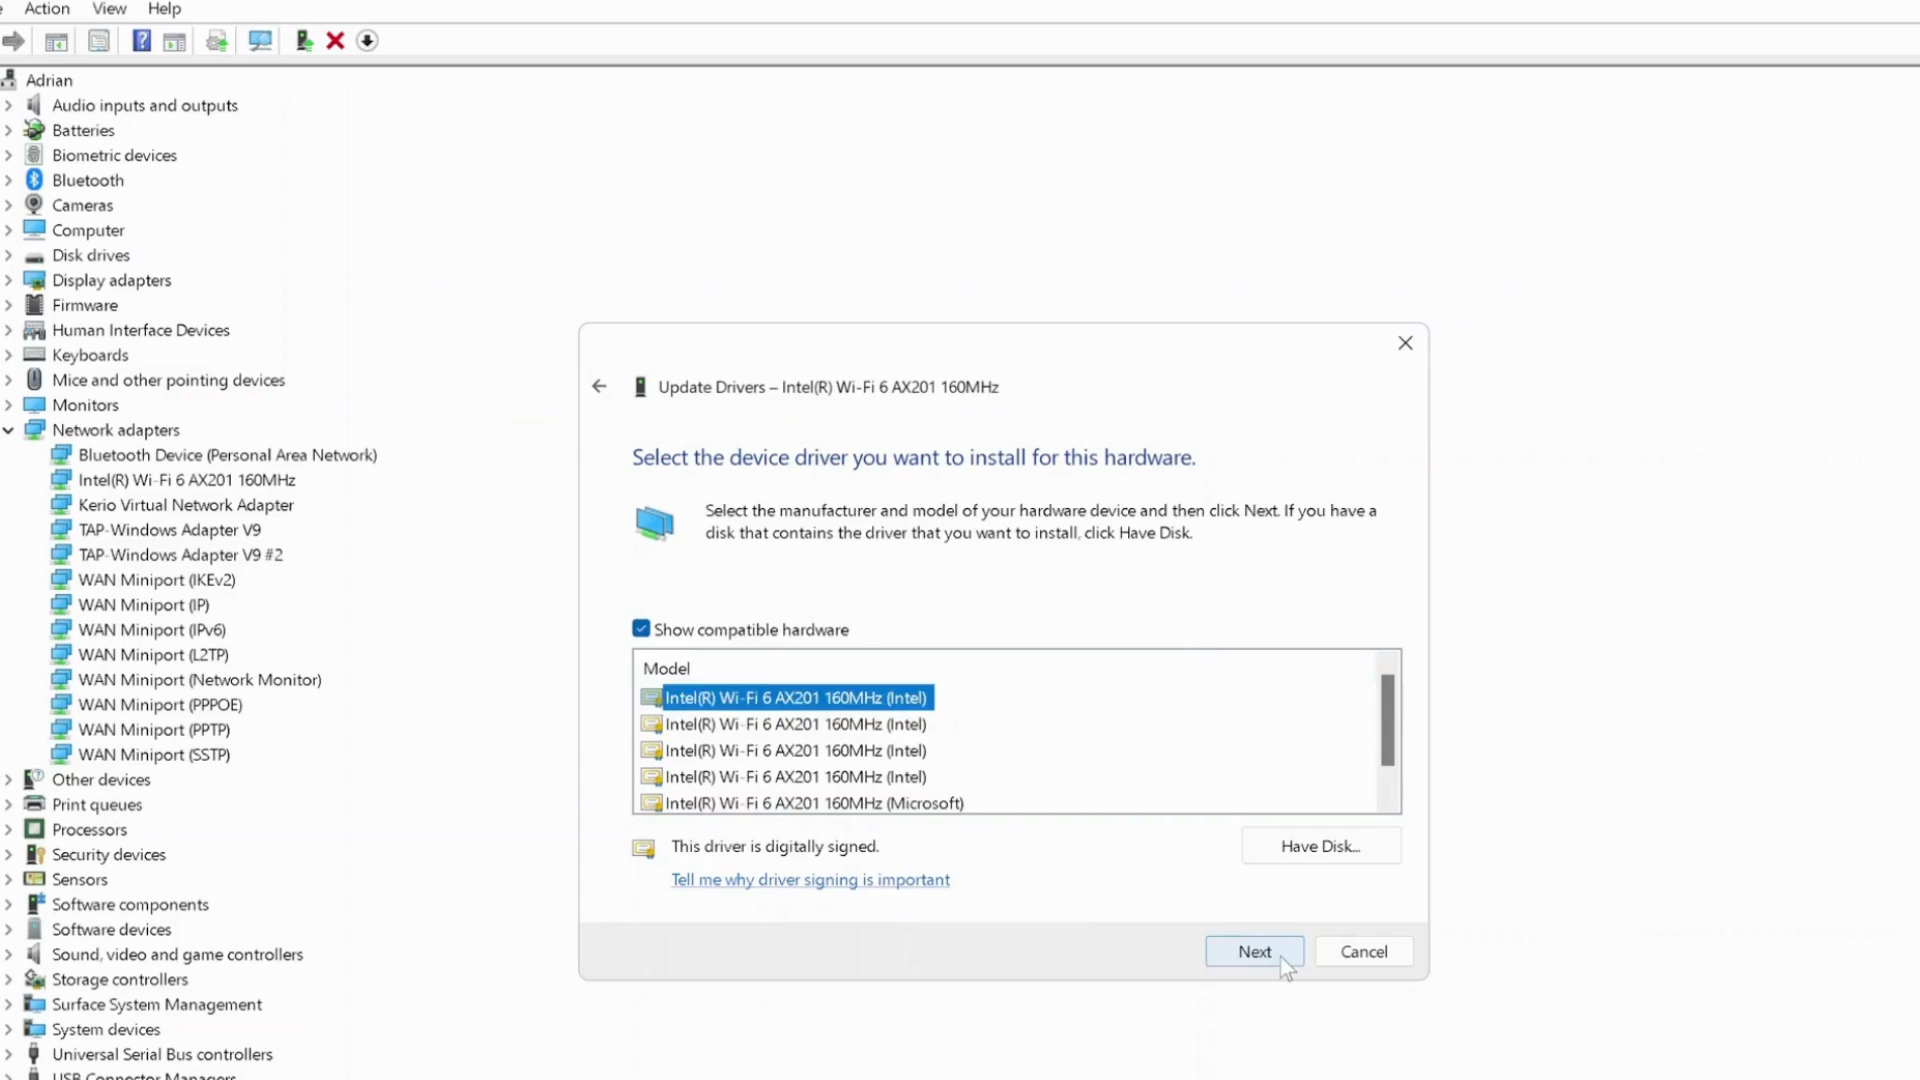 Action View Help
Adrian
Audio inputs and outputs
Batteries
Biometric devices
Bluetooth
Cameras
Computer
Disk drives
Display adapters
Firmware
Human Interface Devices
Keyboards
Mice and other pointing devices
Monitors
Network adapters
Bluetooth Device (Personal Area Network)
Intel(R) Wi-Fi 6 AX201 160MHz
Kerio Virtual Network Adapter
TAP-Windows Adapter V9
TAP-Windows Adapter V9 #2
WAN Miniport (IKEv2)
WAN Miniport (IP)
WAN Miniport (IPv6)
WAN Miniport (L2TP)
WAN Miniport (Network Monitor)
WAN Miniport (PPPOE)
WAN Miniport (PPTP)
WAN Miniport (SSTP)
Other devices
Print queues
Processors
Security devices
Sensors
Software components
Software devices
Sound, video and game controllers
Storage controllers
Surface System Management
System devices
Universal Serial Bus controllers
USB Connector Managers
Update Drivers – Intel(R) Wi-Fi 6 AX201 160MHz
Select the device driver you want to install for this hardware.
Select the manufacturer and model of your hardware device and then click Next. If you have a
disk that contains the driver that you want to install, click Have Disk.
Show compatible hardware
Model
Intel(R) Wi-Fi 6 AX201 160MHz (Intel)
Intel(R) Wi-Fi 6 AX201 160MHz (Intel)
Intel(R) Wi-Fi 6 AX201 160MHz (Intel)
Intel(R) Wi-Fi 6 AX201 160MHz (Intel)
Intel(R) Wi-Fi 6 AX201 160MHz (Microsoft)
This driver is digitally signed.
Have Disk...
Tell me why driver signing is important
Next Cancel